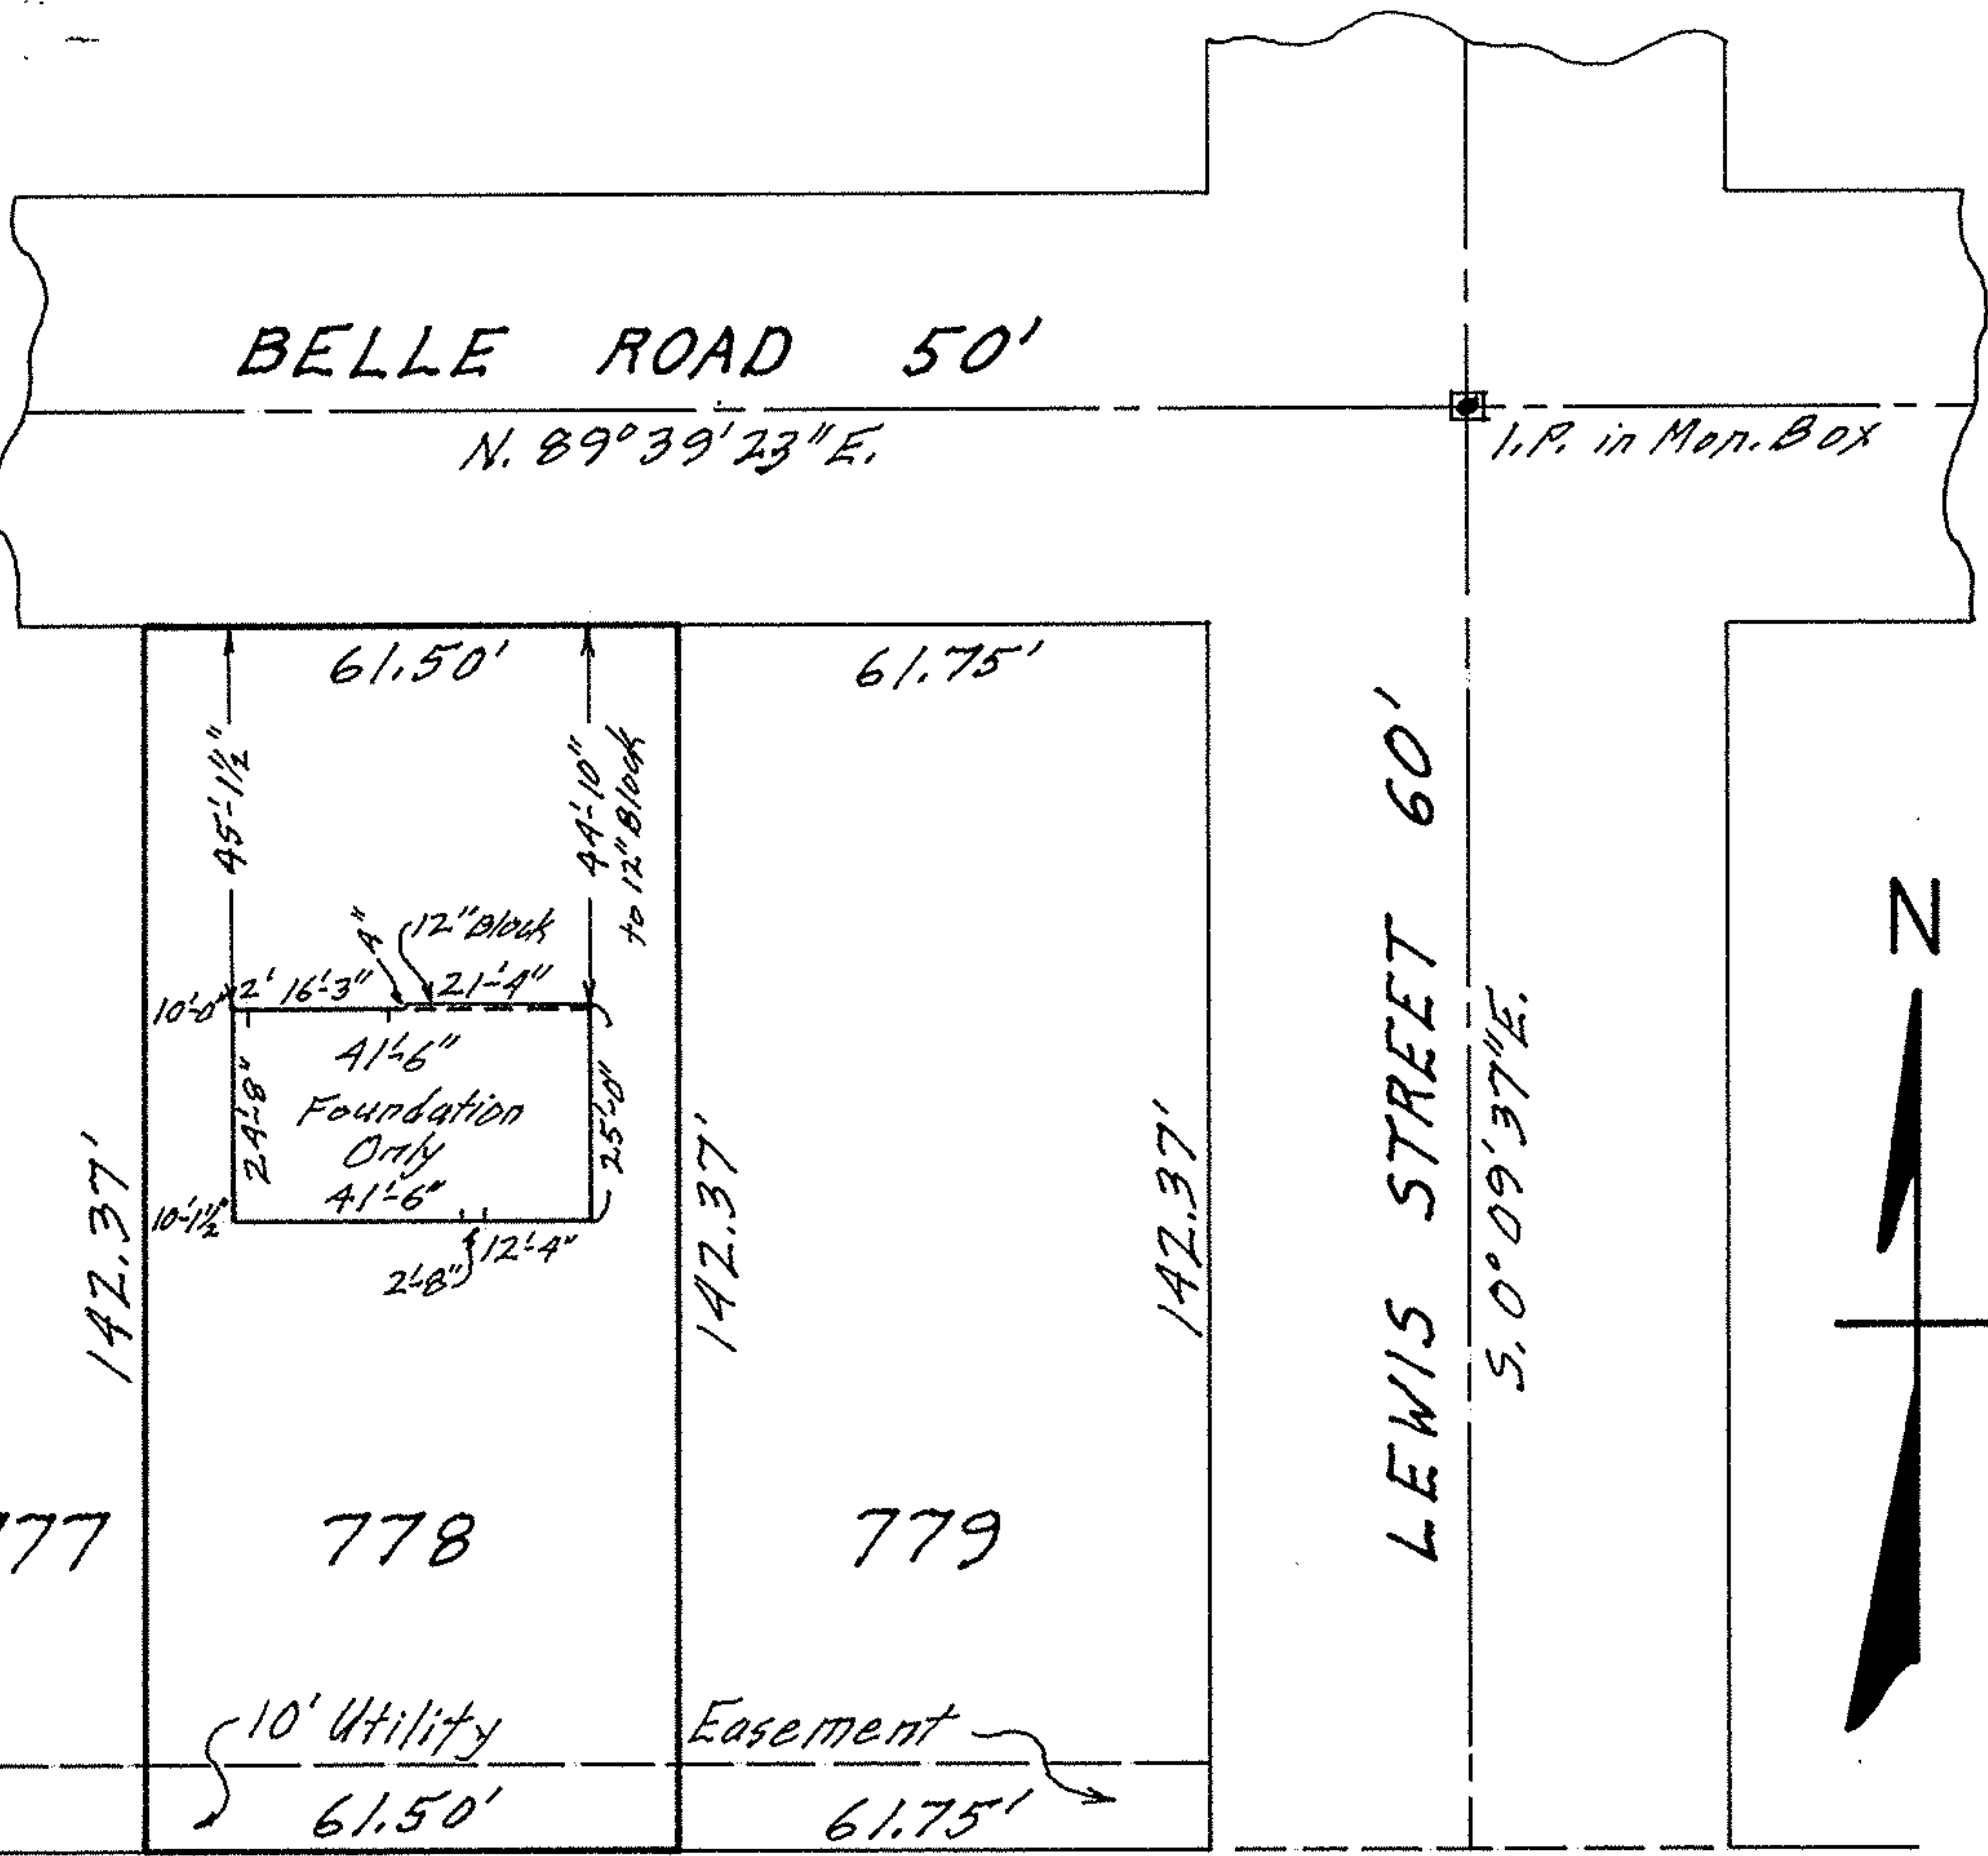 BELLE ROAD 50'
N. 89°39'23"E.
I.P. in Mon. Box
61.50'
61.75'
45'-1½"
44'-10"
to 12" Block
4"
12" Block
10'-0"
2'
16'-3"
21'-4"
41'-6"
Foundation
Only
41'-6"
24'-8"
25'-0"
10'-1½"
12'-4"
2'-8"
142.37'
142.37'
142.37'
LEWIS STREET 60'
S. 0°09'37"E.
N
77
778
779
10' Utility Easement
61.50'
61.75'